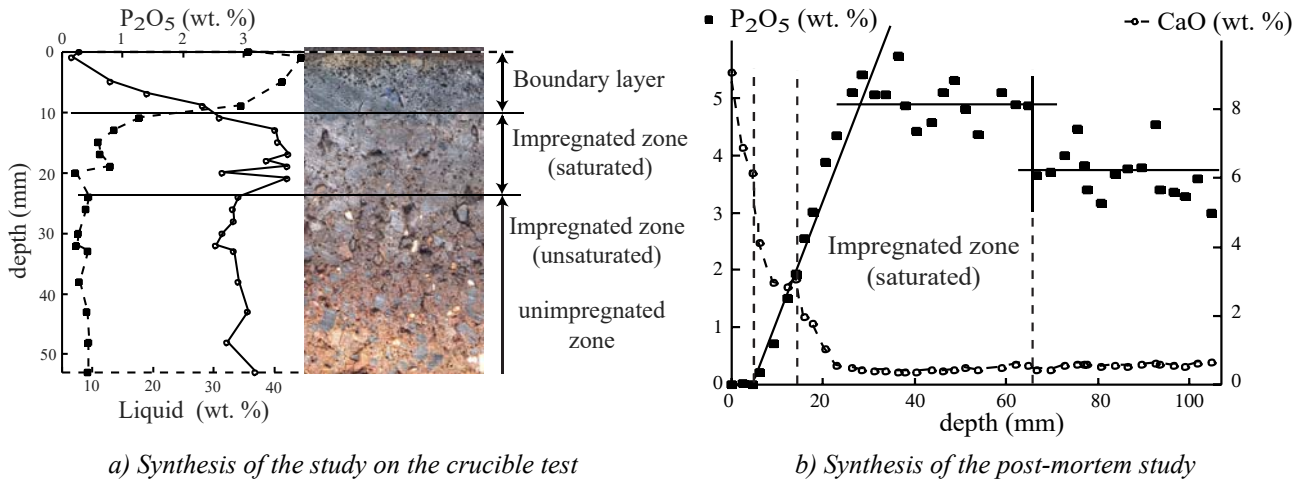 P₂O₅ (wt. %)
0 1 2 3
0
10
20
30
40
50
depth (mm)
10 20 30 40
Liquid (wt. %)
Boundary layer
Impregnated zone
(saturated)
Impregnated zone
(unsaturated)
unimpregnated
zone
a) Synthesis of the study on the crucible test
P₂O₅ (wt. %)
CaO (wt. %)
5
4
3
2
1
0
8
6
4
2
0
Impregnated zone
(saturated)
0 20 40 60 80 100
depth (mm)
b) Synthesis of the post-mortem study